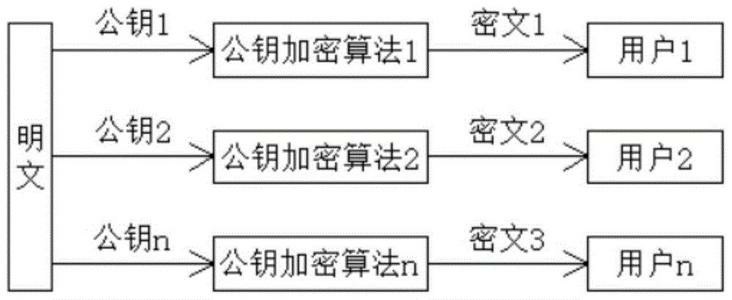 公钥1 密文1
公钥加密算法1 用户1
明文
公钥2 密文2
公钥加密算法2 用户2
公钥n 密文3
公钥加密算法n 用户n